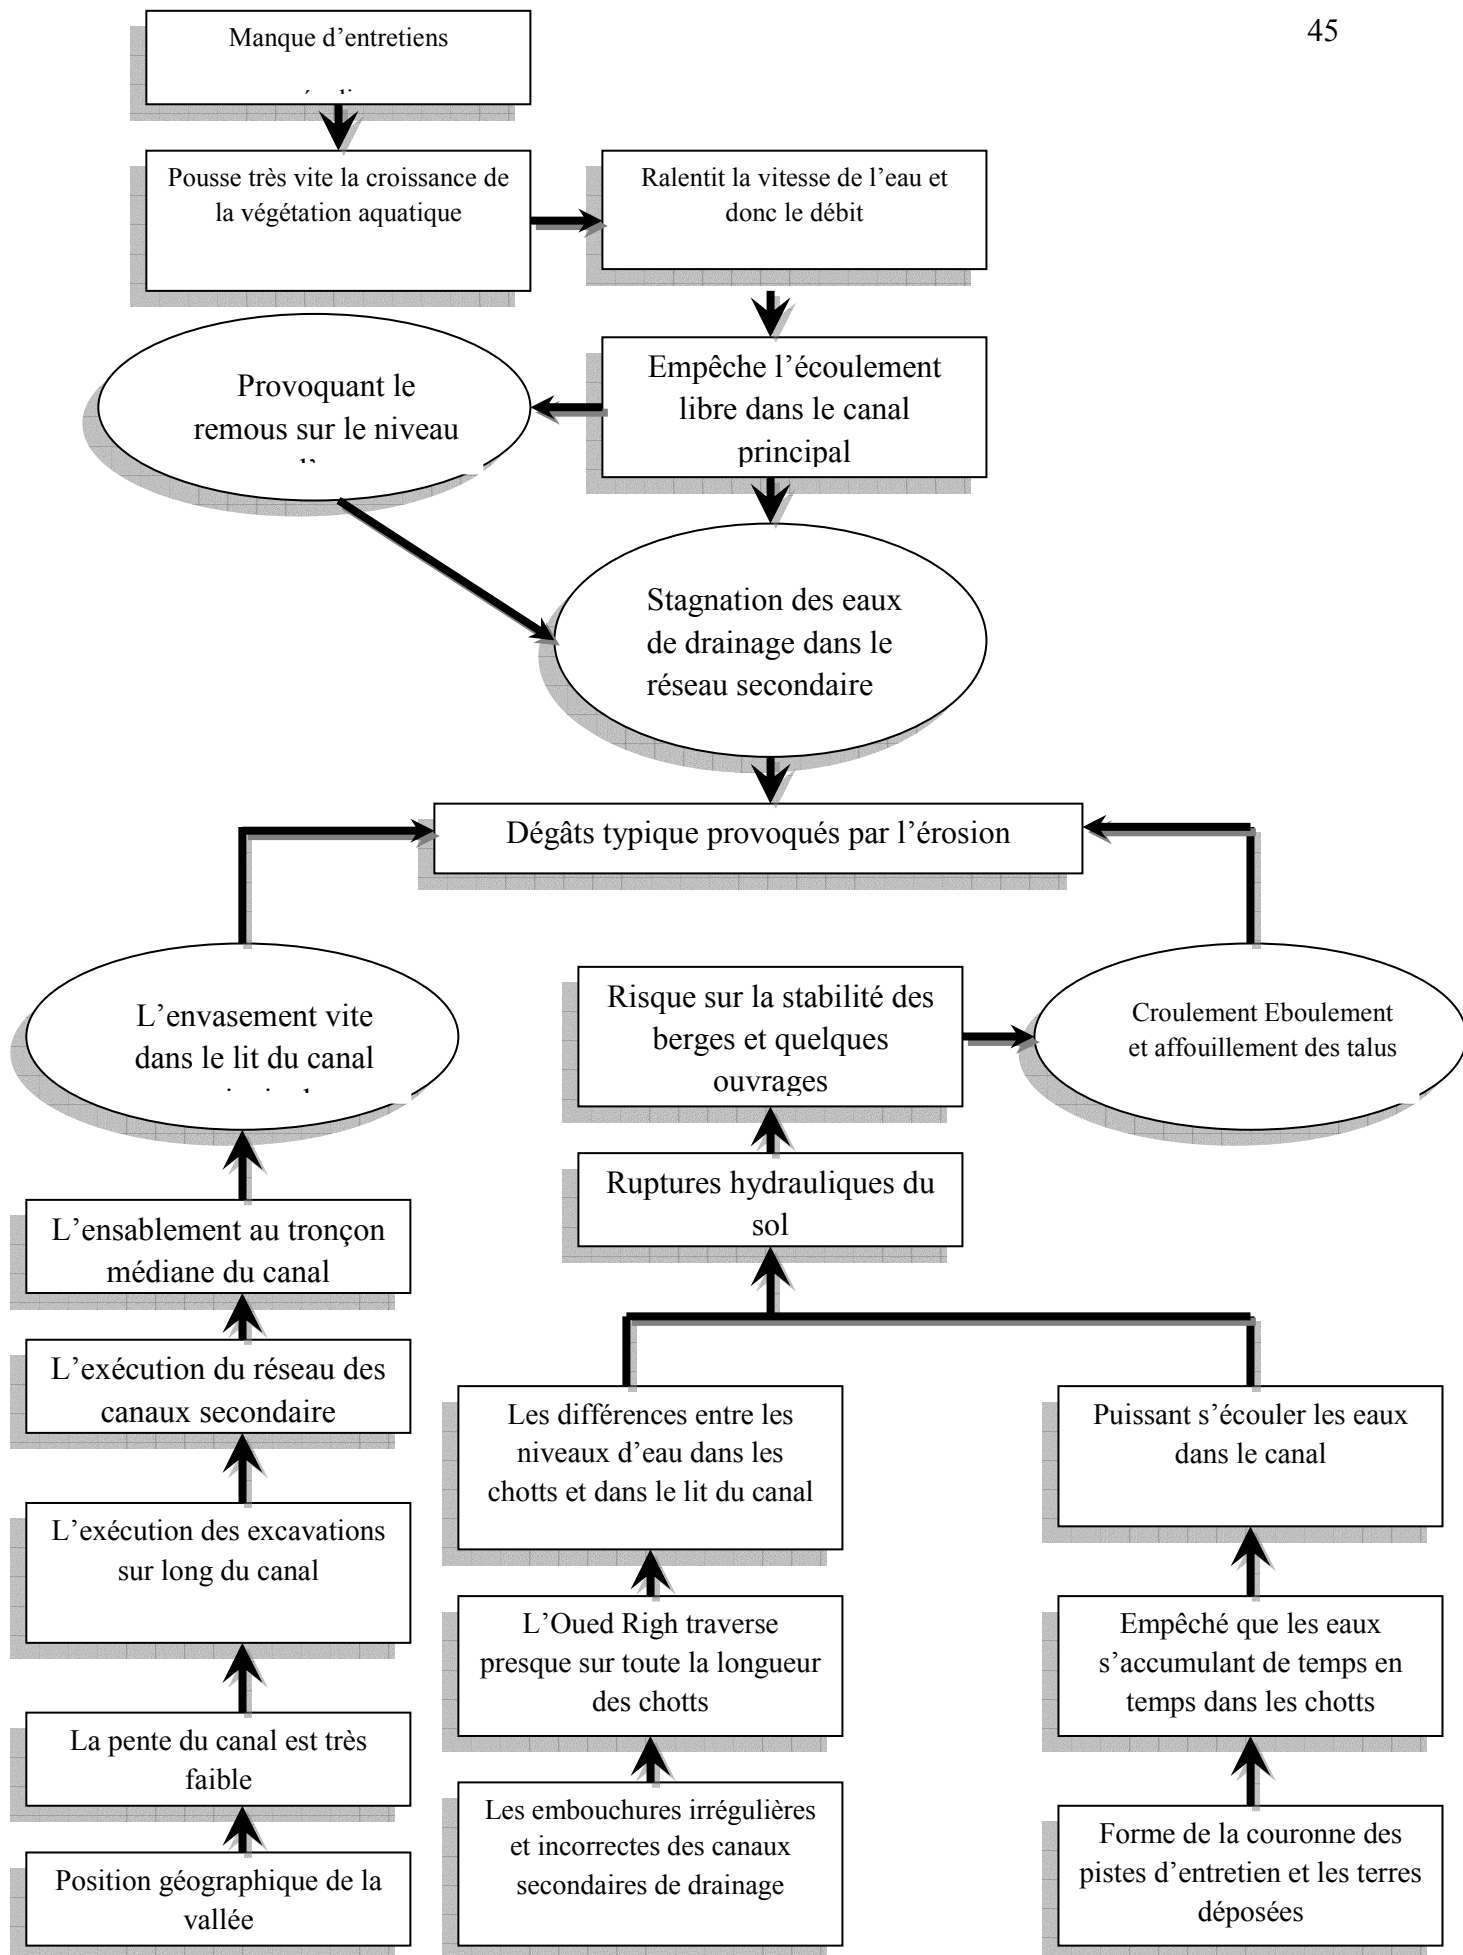 45
Manque d'entretiens
Pousse très vite la croissance de
la végétation aquatique
Ralentit la vitesse de l'eau et
donc le débit
Provoquant le
remous sur le niveau
Empêche l'écoulement
libre dans le canal
principal
Stagnation des eaux
de drainage dans le
réseau secondaire
Dégâts typique provoqués par l'érosion
L'envasement vite
dans le lit du canal
Risque sur la stabilité des
berges et quelques
ouvrages
Croulement Eboulement
et affouillement des talus
Ruptures hydrauliques du
sol
L'ensablement au tronçon
médiane du canal
L'exécution du réseau des
canaux secondaire
Les différences entre les
niveaux d'eau dans les
chotts et dans le lit du canal
Puissant s'écouler les eaux
dans le canal
L'exécution des excavations
sur long du canal
L'Oued Righ traverse
presque sur toute la longueur
des chotts
Empêché que les eaux
s'accumulant de temps en
temps dans les chotts
La pente du canal est très
faible
Les embouchures irrégulières
et incorrectes des canaux
secondaires de drainage
Forme de la couronne des
pistes d'entretien et les terres
déposées
Position géographique de la
vallée